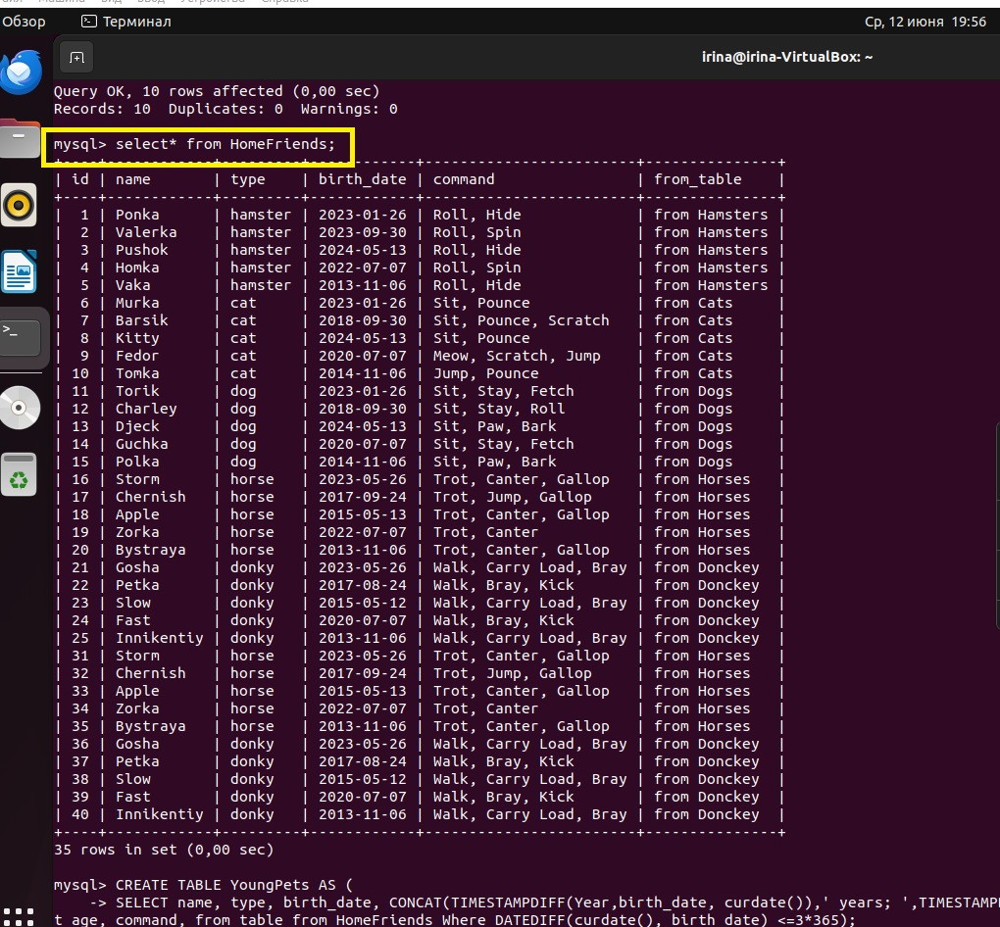 Обзор Терминал Ср, 12 июня 19:56
irina@irina-VirtualBox: ~
Query OK, 10 rows affected (0,00 sec)
Records: 10  Duplicates: 0  Warnings: 0
mysql> select* from HomeFriends;
+----+------------+---------+------------+------------------------+---------------+
| id | name       | type    | birth_date | command                | from_table    |
+----+------------+---------+------------+------------------------+---------------+
|  1 | Ponka      | hamster | 2023-01-26 | Roll, Hide             | from Hamsters |
|  2 | Valerka    | hamster | 2023-09-30 | Roll, Spin             | from Hamsters |
|  3 | Pushok     | hamster | 2024-05-13 | Roll, Hide             | from Hamsters |
|  4 | Homka      | hamster | 2022-07-07 | Roll, Spin             | from Hamsters |
|  5 | Vaka       | hamster | 2013-11-06 | Roll, Hide             | from Hamsters |
|  6 | Murka      | cat     | 2023-01-26 | Sit, Pounce            | from Cats     |
|  7 | Barsik     | cat     | 2018-09-30 | Sit, Pounce, Scratch   | from Cats     |
|  8 | Kitty      | cat     | 2024-05-13 | Sit, Pounce            | from Cats     |
|  9 | Fedor      | cat     | 2020-07-07 | Meow, Scratch, Jump    | from Cats     |
| 10 | Tomka      | cat     | 2014-11-06 | Jump, Pounce           | from Cats     |
| 11 | Torik      | dog     | 2023-01-26 | Sit, Stay, Fetch       | from Dogs     |
| 12 | Charley    | dog     | 2018-09-30 | Sit, Stay, Roll        | from Dogs     |
| 13 | Djeck      | dog     | 2024-05-13 | Sit, Paw, Bark         | from Dogs     |
| 14 | Guchka     | dog     | 2020-07-07 | Sit, Stay, Fetch       | from Dogs     |
| 15 | Polka      | dog     | 2014-11-06 | Sit, Paw, Bark         | from Dogs     |
| 16 | Storm      | horse   | 2023-05-26 | Trot, Canter, Gallop   | from Horses   |
| 17 | Chernish   | horse   | 2017-09-24 | Trot, Jump, Gallop     | from Horses   |
| 18 | Apple      | horse   | 2015-05-13 | Trot, Canter, Gallop   | from Horses   |
| 19 | Zorka      | horse   | 2022-07-07 | Trot, Canter           | from Horses   |
| 20 | Bystraya   | horse   | 2013-11-06 | Trot, Canter, Gallop   | from Horses   |
| 21 | Gosha      | donky   | 2023-05-26 | Walk, Carry Load, Bray | from Donckey  |
| 22 | Petka      | donky   | 2017-08-24 | Walk, Bray, Kick       | from Donckey  |
| 23 | Slow       | donky   | 2015-05-12 | Walk, Carry Load, Bray | from Donckey  |
| 24 | Fast       | donky   | 2020-07-07 | Walk, Bray, Kick       | from Donckey  |
| 25 | Innikentiy | donky   | 2013-11-06 | Walk, Carry Load, Bray | from Donckey  |
| 31 | Storm      | horse   | 2023-05-26 | Trot, Canter, Gallop   | from Horses   |
| 32 | Chernish   | horse   | 2017-09-24 | Trot, Jump, Gallop     | from Horses   |
| 33 | Apple      | horse   | 2015-05-13 | Trot, Canter, Gallop   | from Horses   |
| 34 | Zorka      | horse   | 2022-07-07 | Trot, Canter           | from Horses   |
| 35 | Bystraya   | horse   | 2013-11-06 | Trot, Canter, Gallop   | from Horses   |
| 36 | Gosha      | donky   | 2023-05-26 | Walk, Carry Load, Bray | from Donckey  |
| 37 | Petka      | donky   | 2017-08-24 | Walk, Bray, Kick       | from Donckey  |
| 38 | Slow       | donky   | 2015-05-12 | Walk, Carry Load, Bray | from Donckey  |
| 39 | Fast       | donky   | 2020-07-07 | Walk, Bray, Kick       | from Donckey  |
| 40 | Innikentiy | donky   | 2013-11-06 | Walk, Carry Load, Bray | from Donckey  |
+----+------------+---------+------------+------------------------+---------------+
35 rows in set (0,00 sec)
mysql> CREATE TABLE YoungPets AS (
    -> SELECT name, type, birth_date, CONCAT(TIMESTAMPDIFF(Year,birth_date, curdate()),' years; ',TIMESTAMP
t age, command, from_table from HomeFriends Where DATEDIFF(curdate(), birth_date) <=3*365);